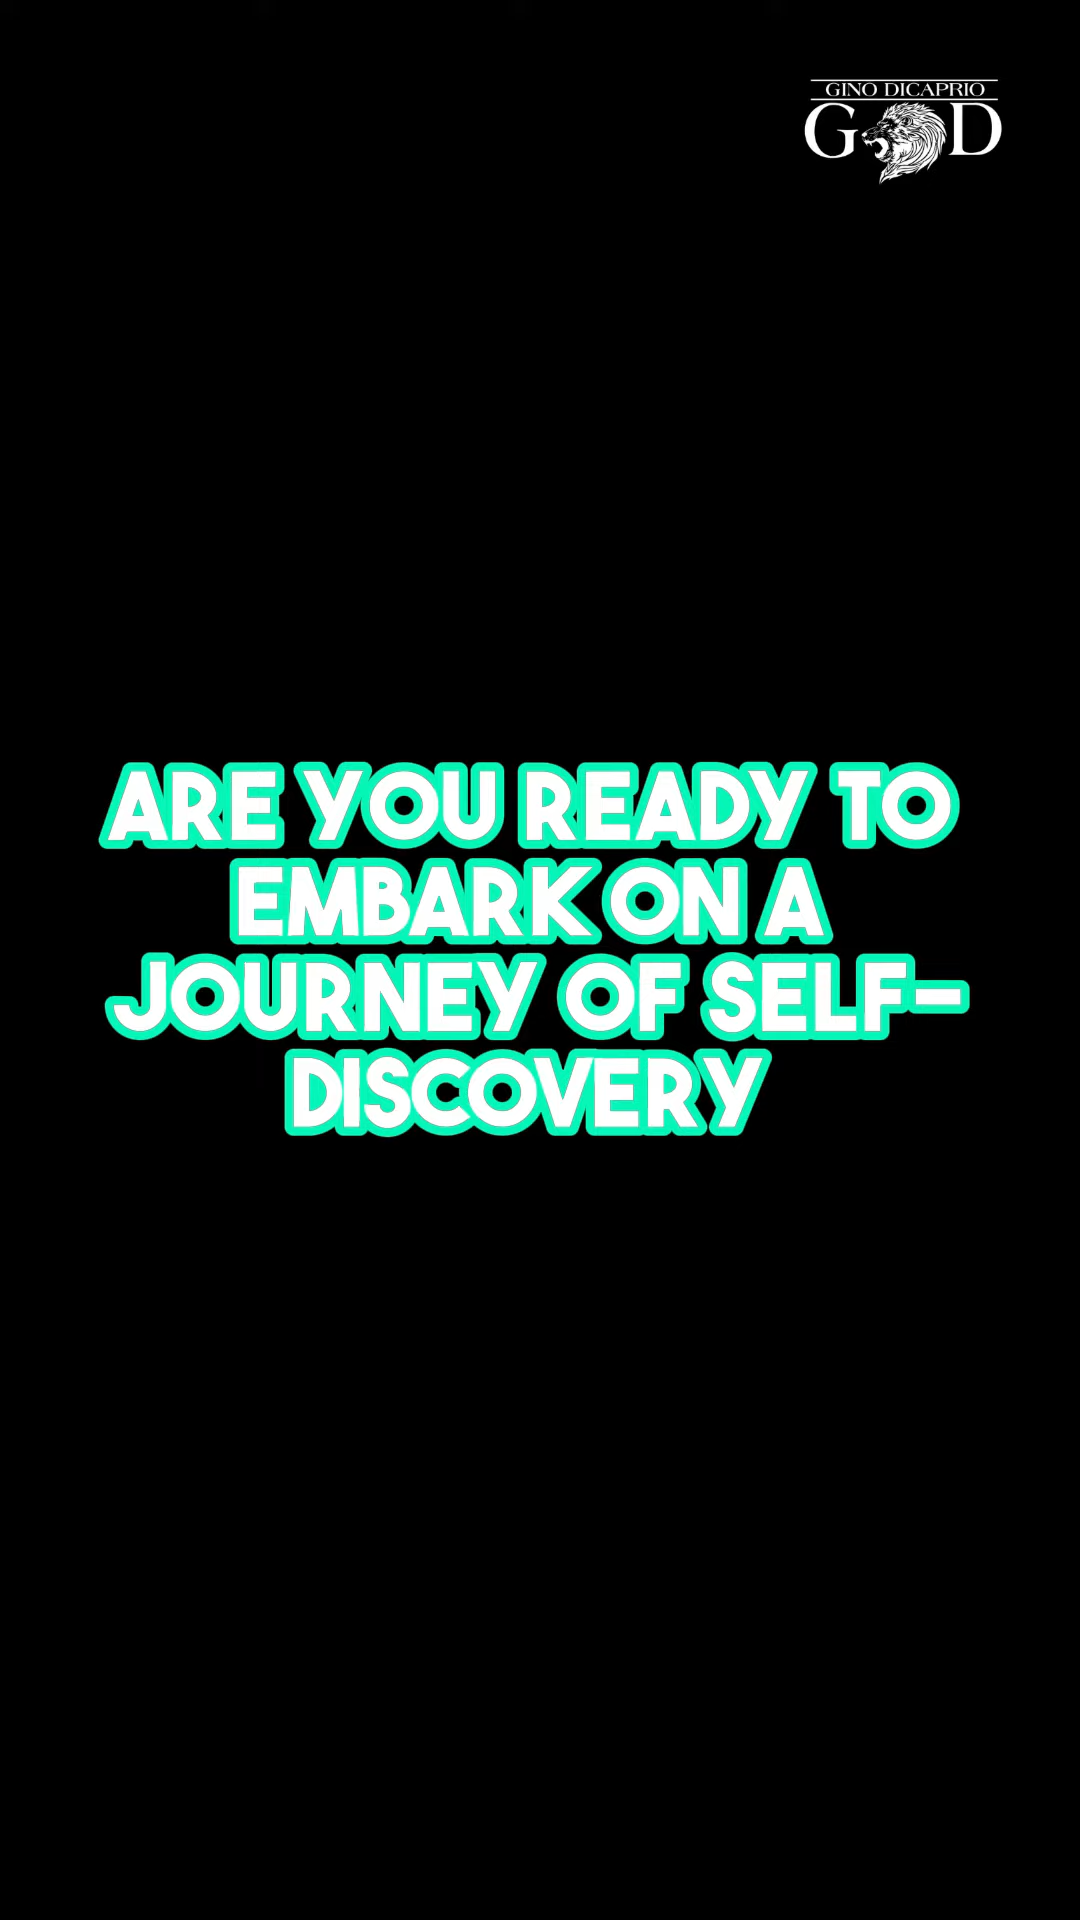 GINO DICAPRIO
G D
ARE YOU READY TO
EMBARK ON A
JOURNEY OF SELF-
DISCOVERY